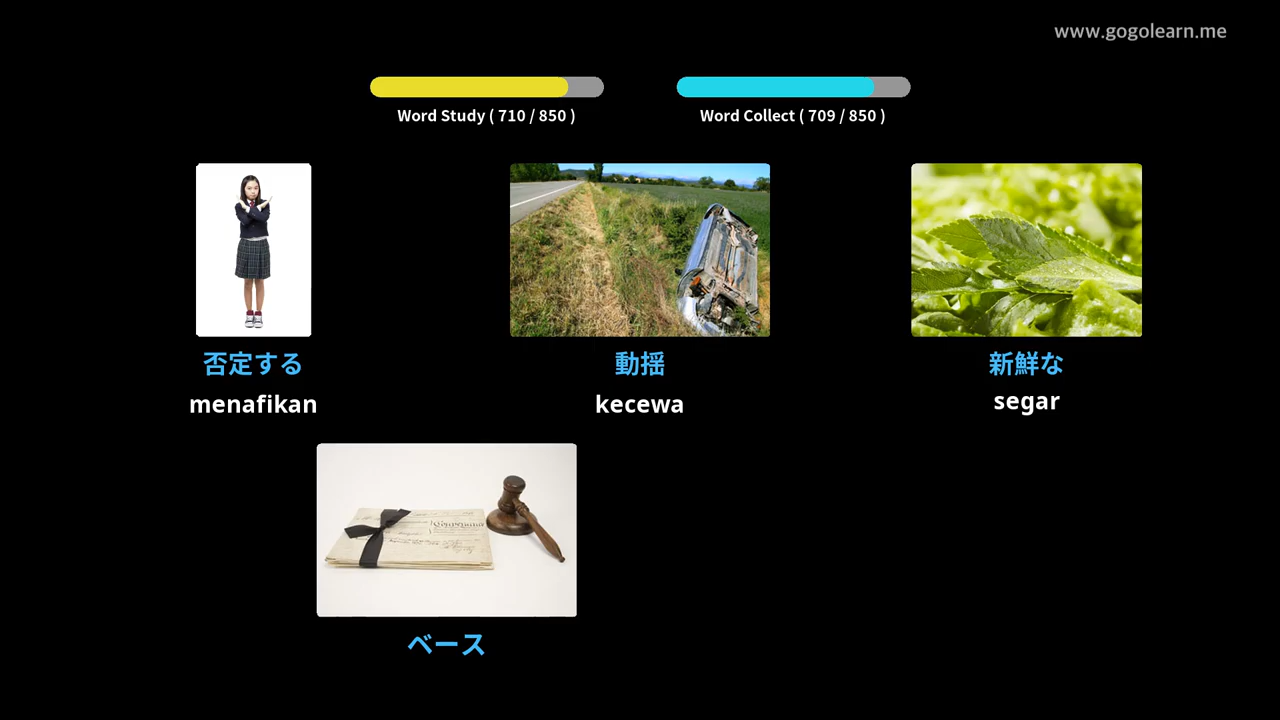 www.gogolearn.me
Word Study ( 710 / 850 )
Word Collect ( 709 / 850 )
否定する
動揺
新鮮な
menafikan
kecewa
segar
ベース